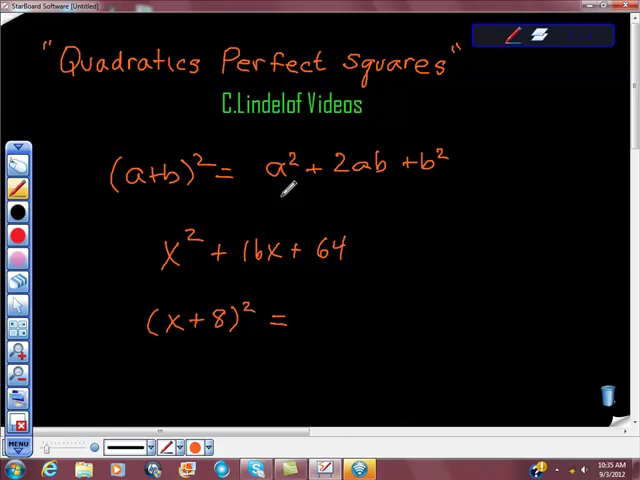 StarBoard Software [Untitled]
"Quadratics Perfect squares"
C.Lindelof Videos
(a+b)² = a² + 2ab + b²
x² + 16x + 64
(x + 8)² =
MENU
10:35 AM
9/3/2012